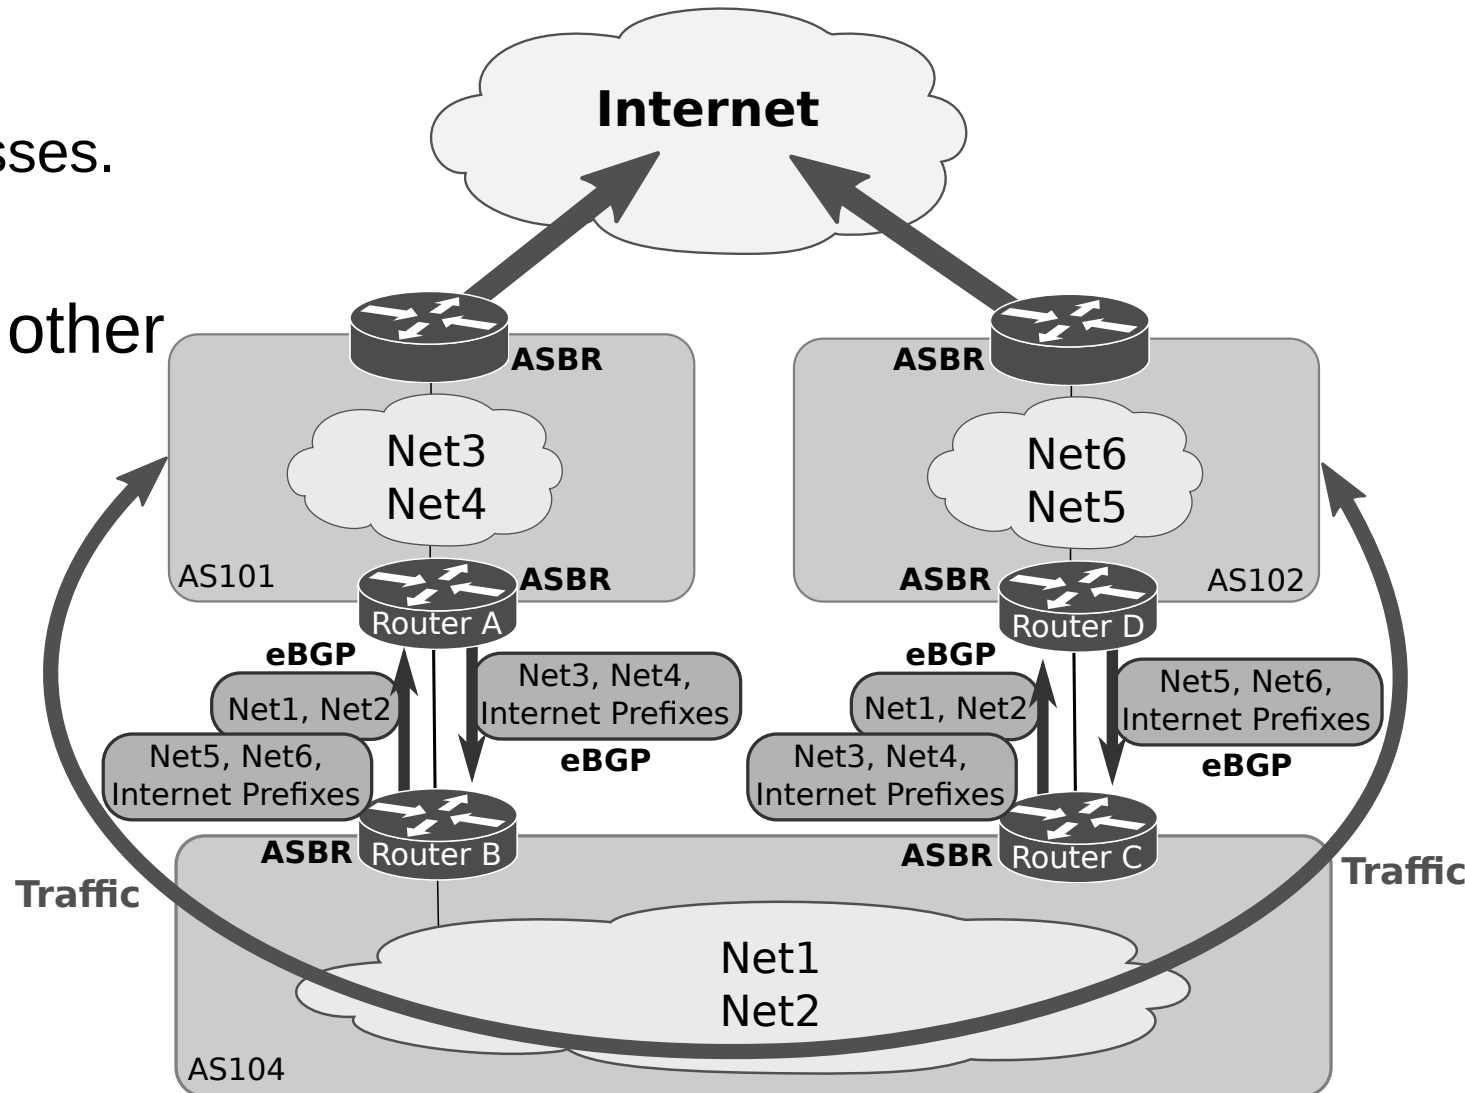 Internet
sses.
other
ASBR
ASBR
Net3
Net4
Net6
Net5
AS101
ASBR
ASBR
AS102
Router A
Router D
eBGP
Net1, Net2
Net3, Net4,
Internet Prefixes
eBGP
Net5, Net6,
Internet Prefixes
eBGP
Net1, Net2
Net5, Net6,
Internet Prefixes
eBGP
Net3, Net4,
Internet Prefixes
ASBR
Router B
ASBR
Router C
Traffic
Traffic
Net1
Net2
AS104